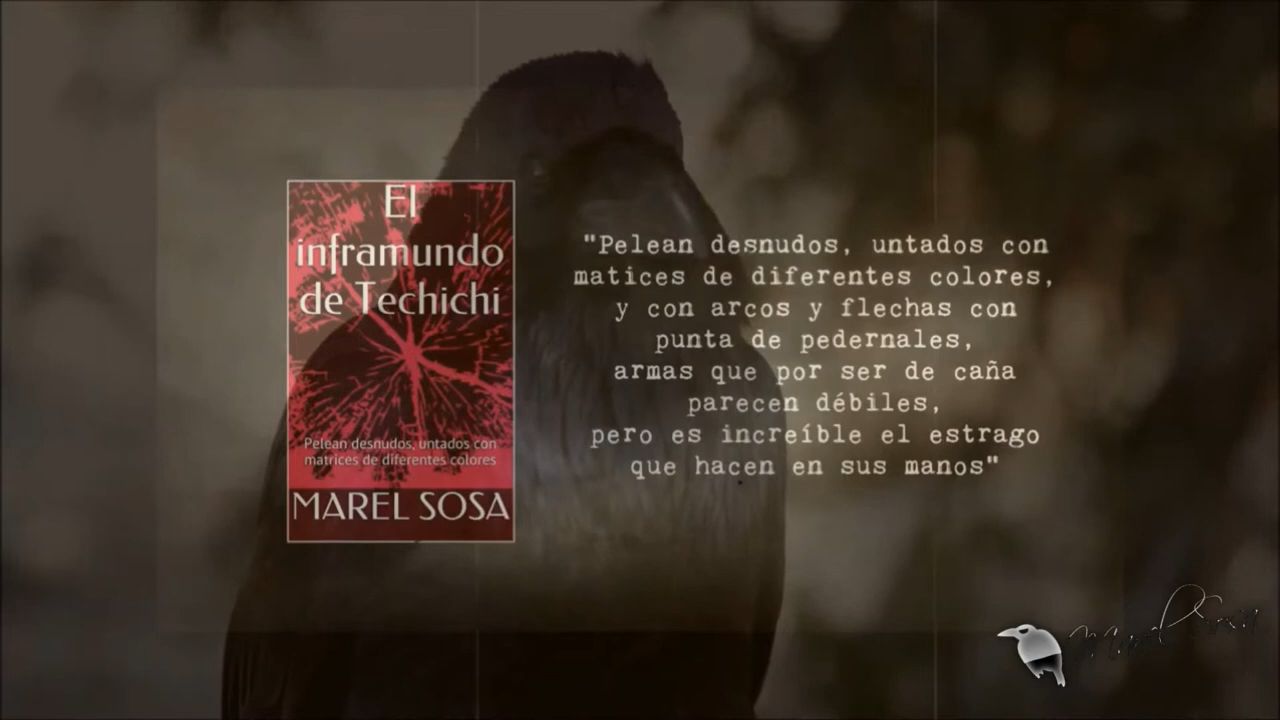 El
inframundo
de Techichi
Pelean desnudos, untados con
matrices de diferentes colores
MAREL SOSA
"Pelean desnudos, untados con
matices de diferentes colores,
y con arcos y flechas con
punta de pedernales,
armas que por ser de caña
parecen débiles,
pero es increíble el estrago
que hacen en sus manos"